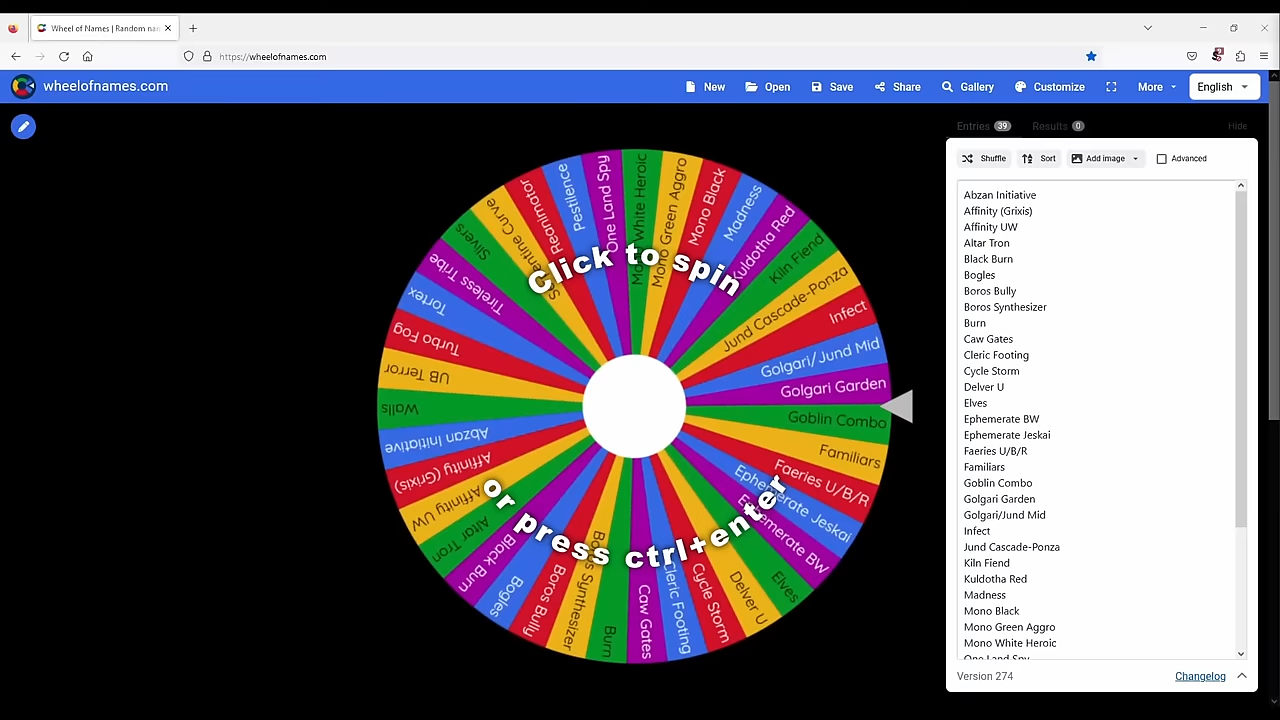 Wheel of Names | Random na
https://wheelofnames.com
wheelofnames.com
New
Open
Save
Share
Gallery
Customize
More
English
Entries 39
Results 0
Hide
Shuffle
Sort
Add image
Advanced
Abzan Initiative
Affinity (Grixis)
Affinity UW
Altar Tron
Black Burn
Bogles
Boros Bully
Boros Synthesizer
Burn
Caw Gates
Cleric Footing
Cycle Storm
Delver U
Elves
Ephemerate BW
Ephemerate Jeskai
Faeries U/B/R
Familiars
Goblin Combo
Golgari Garden
Golgari/Jund Mid
Infect
Jund Cascade-Ponza
Kiln Fiend
Kuldotha Red
Madness
Mono Black
Mono Green Aggro
Mono White Heroic
One Land Spy
Version 274
Changelog
Click to spin
or press ctrl+enter
Mono White Heroic
Mono Green Aggro
Mono Black
Madness
Kuldotha Red
Kiln Fiend
Jund Cascade-Ponza
Infect
Golgari/Jund Mid
Golgari Garden
Goblin Combo
Familiars
Faeries U/B/R
Ephemerate Jeskai
Ephemerate BW
Elves
Delver U
Cycle Storm
Cleric Footing
Caw Gates
Burn
Boros Synthesizer
Boros Bully
Bogles
Black Burn
Altar Tron
Affinity UW
Affinity (Grixis)
Abzan Initiative
Walls
UB Terror
Turbo Fog
Tortex
Tireless Tribe
Slivers
Serpentine Curve
Reanimator
Pestilence
One Land Spy